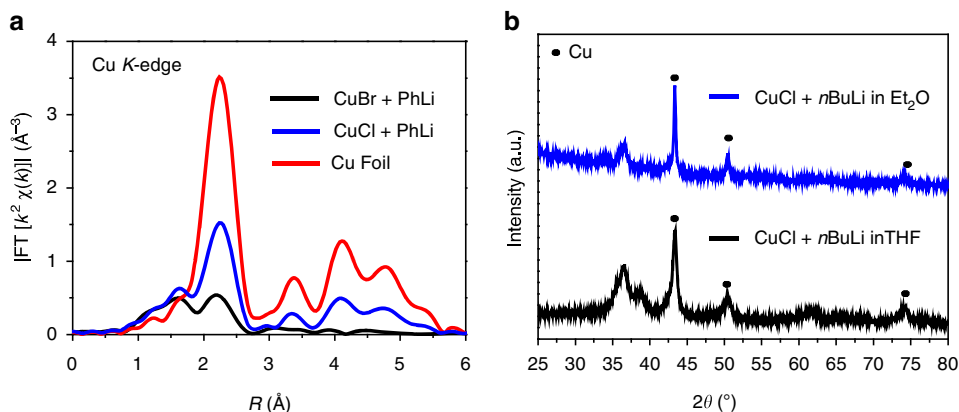 a
4
3
2
1
0
|FT [k² χ(k)]| (Å⁻³)
Cu K-edge
CuBr + PhLi
CuCl + PhLi
Cu Foil
0 1 2 3 4 5 6
R (Å)
b
Intensity (a.u.)
Cu
CuCl + nBuLi in Et₂O
CuCl + nBuLi inTHF
25 30 35 40 45 50 55 60 65 70 75 80
2θ (°)